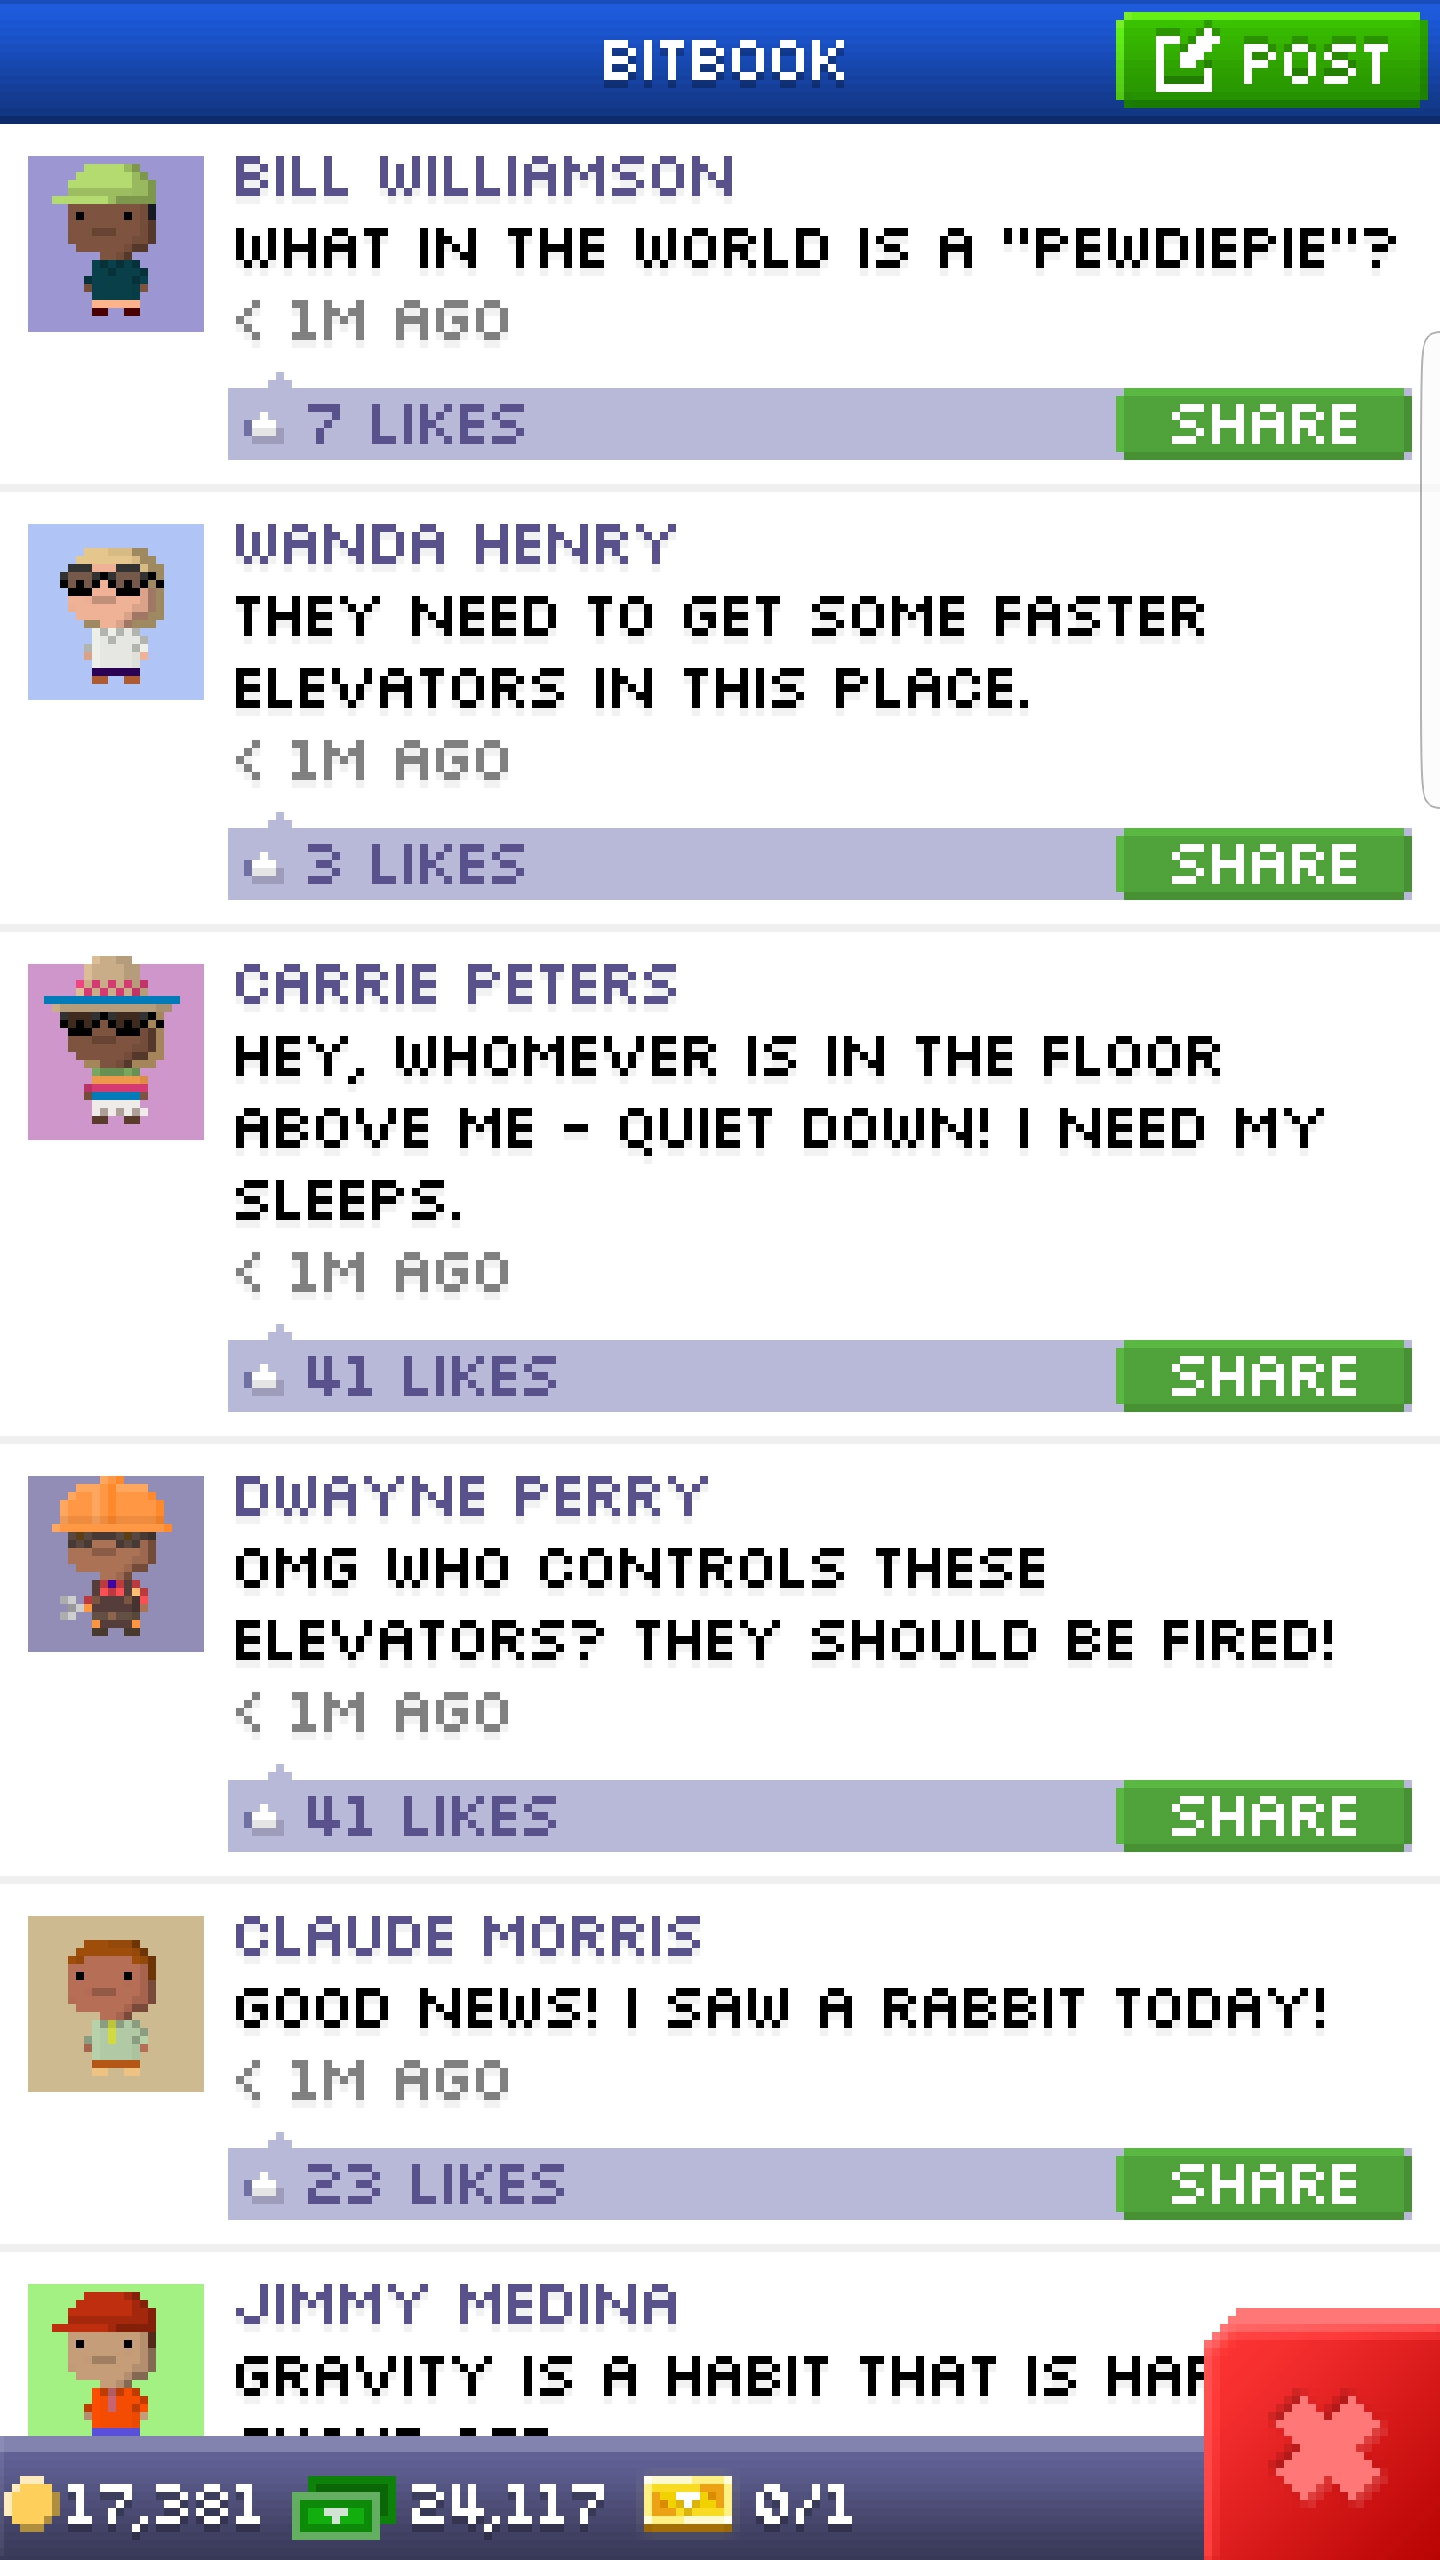 BITBOOK
POST
BILL WILLIAMSON
WHAT IN THE WORLD IS A "PEWDIEPIE"?
< 1M AGO
7 LIKES
SHARE
WANDA HENRY
THEY NEED TO GET SOME FASTER
ELEVATORS IN THIS PLACE.
< 1M AGO
3 LIKES
SHARE
CARRIE PETERS
HEY, WHOMEVER IS IN THE FLOOR
ABOVE ME - QUIET DOWN! I NEED MY
SLEEPS.
< 1M AGO
41 LIKES
SHARE
DWAYNE PERRY
OMG WHO CONTROLS THESE
ELEVATORS? THEY SHOULD BE FIRED!
< 1M AGO
41 LIKES
SHARE
CLAUDE MORRIS
GOOD NEWS! I SAW A RABBIT TODAY!
< 1M AGO
23 LIKES
SHARE
JIMMY MEDINA
GRAVITY IS A HABIT THAT IS
17,381 24,117 0/1